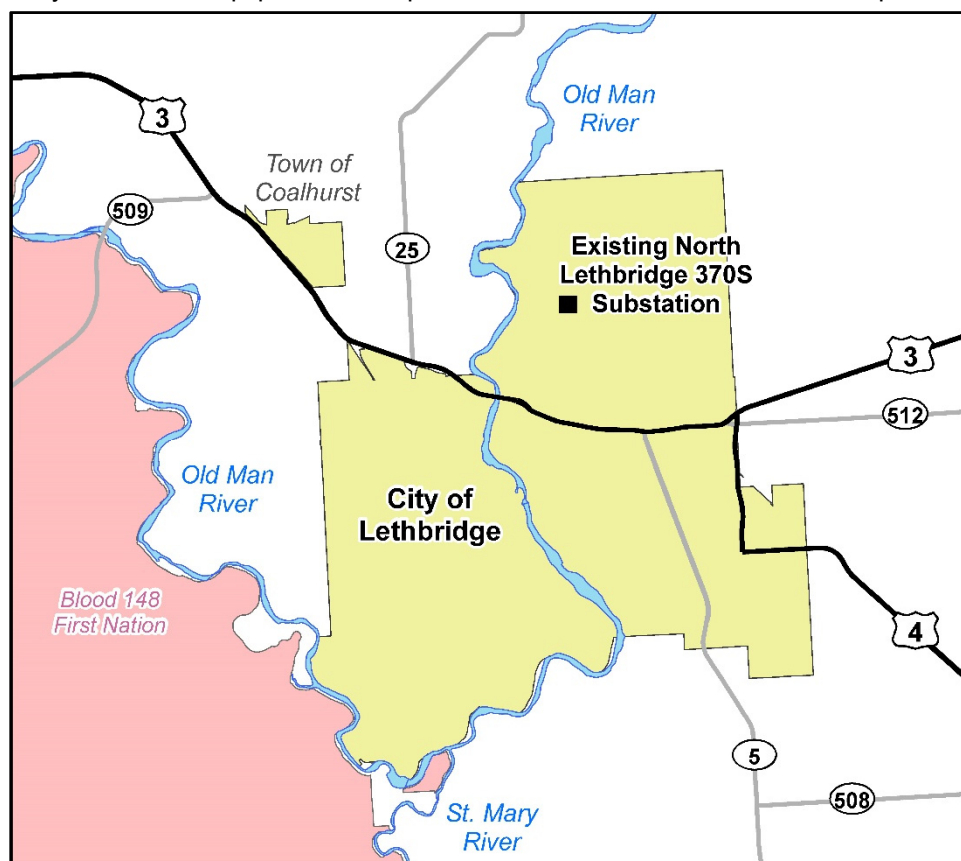 Old Man
River
3
Town of
Coalhurst
509
25
Existing North
Lethbridge 370S
Substation
3
512
Old Man
River
City of
Lethbridge
Blood 148
First Nation
4
5
St. Mary
River
508